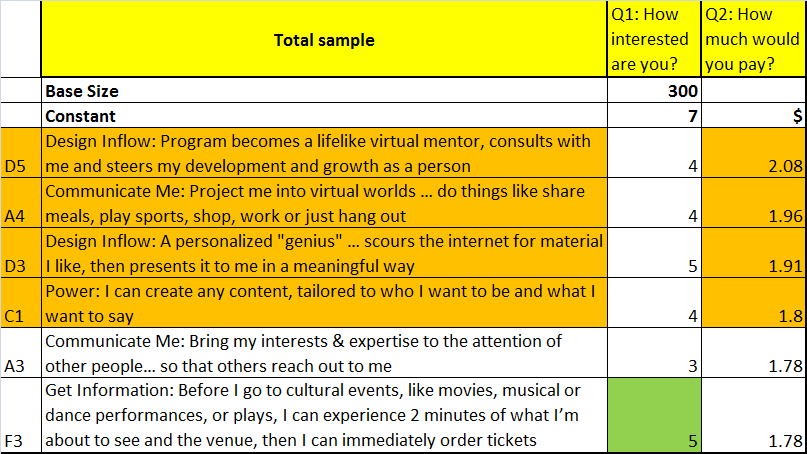 Total sample
Q1: How
interested
are you?
Q2: How
much would
you pay?
Base Size 300
Constant 7 $
D5 Design Inflow: Program becomes a lifelike virtual mentor, consults with
me and steers my development and growth as a person 4 2.08
A4 Communicate Me: Project me into virtual worlds … do things like share
meals, play sports, shop, work or just hang out 4 1.96
D3 Design Inflow: A personalized "genius" … scours the internet for material
I like, then presents it to me in a meaningful way 5 1.91
C1 Power: I can create any content, tailored to who I want to be and what I
want to say 4 1.8
A3 Communicate Me: Bring my interests & expertise to the attention of
other people… so that others reach out to me 3 1.78
F3 Get Information: Before I go to cultural events, like movies, musical or
dance performances, or plays, I can experience 2 minutes of what I’m
about to see and the venue, then I can immediately order tickets 5 1.78